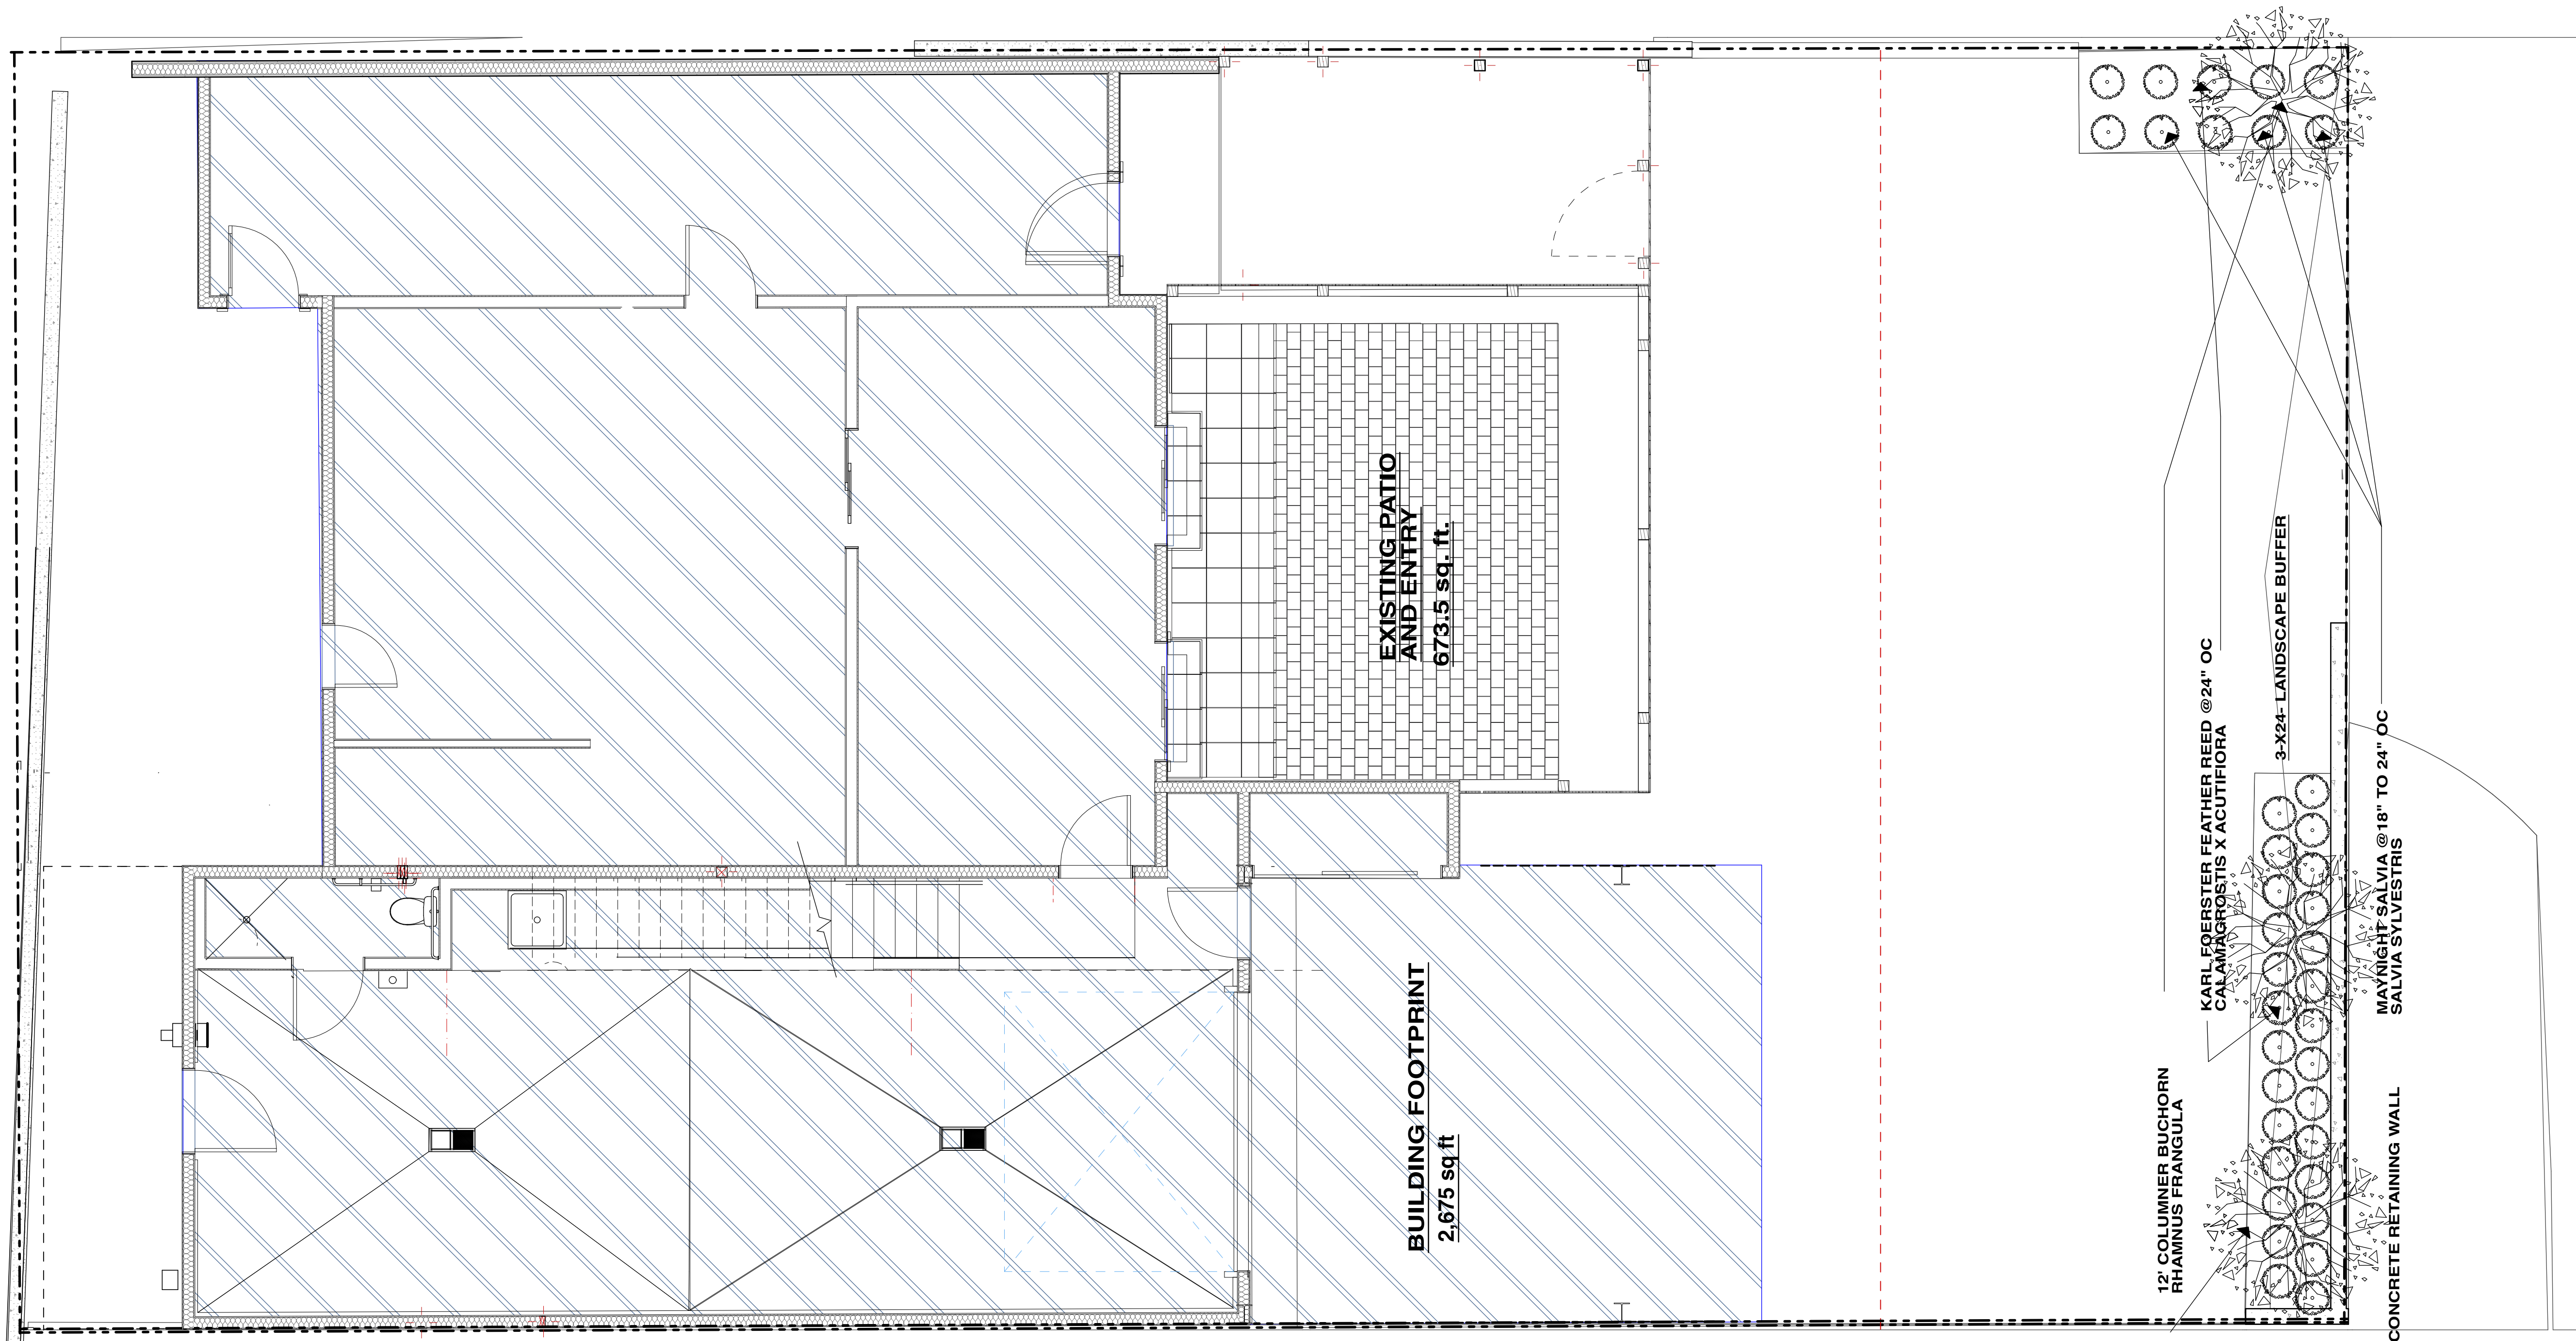 EXISTING PATIO
AND ENTRY
673.5 sq. ft.
BUILDING FOOTPRINT
2,675 sq ft
12' COLUMNER BUCHORN
RHAMNUS FRANGULA
KARL FOERSTER FEATHER REED @24" OC
CALAMAGROSTIS X ACUTIFIORA
3-X24- LANDSCAPE BUFFER
MAYNIGHT SALVIA @18" TO 24" OC
SALVIA SYLVESTRIS
CONCRETE RETAINING WALL